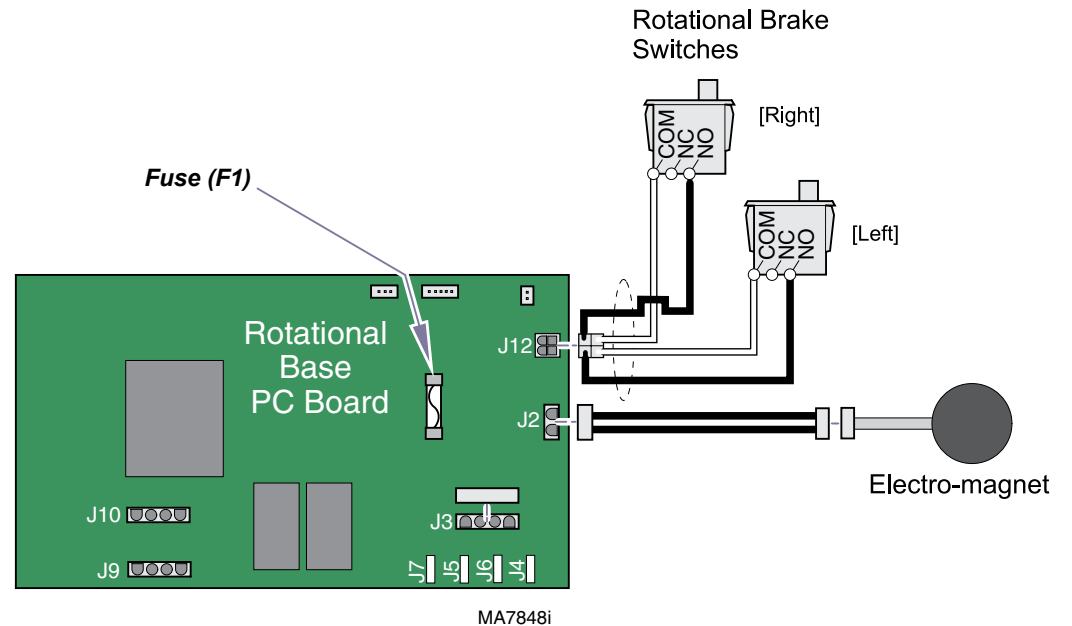 Rotational Brake
Switches
[Right]
COM
NC
NO
Fuse (F1)
[Left]
COM
NC
NO
Rotational
Base
PC Board
J12
J2
Electro-magnet
J10
J3
J9
J7
J5
J6
J4
MA7848i